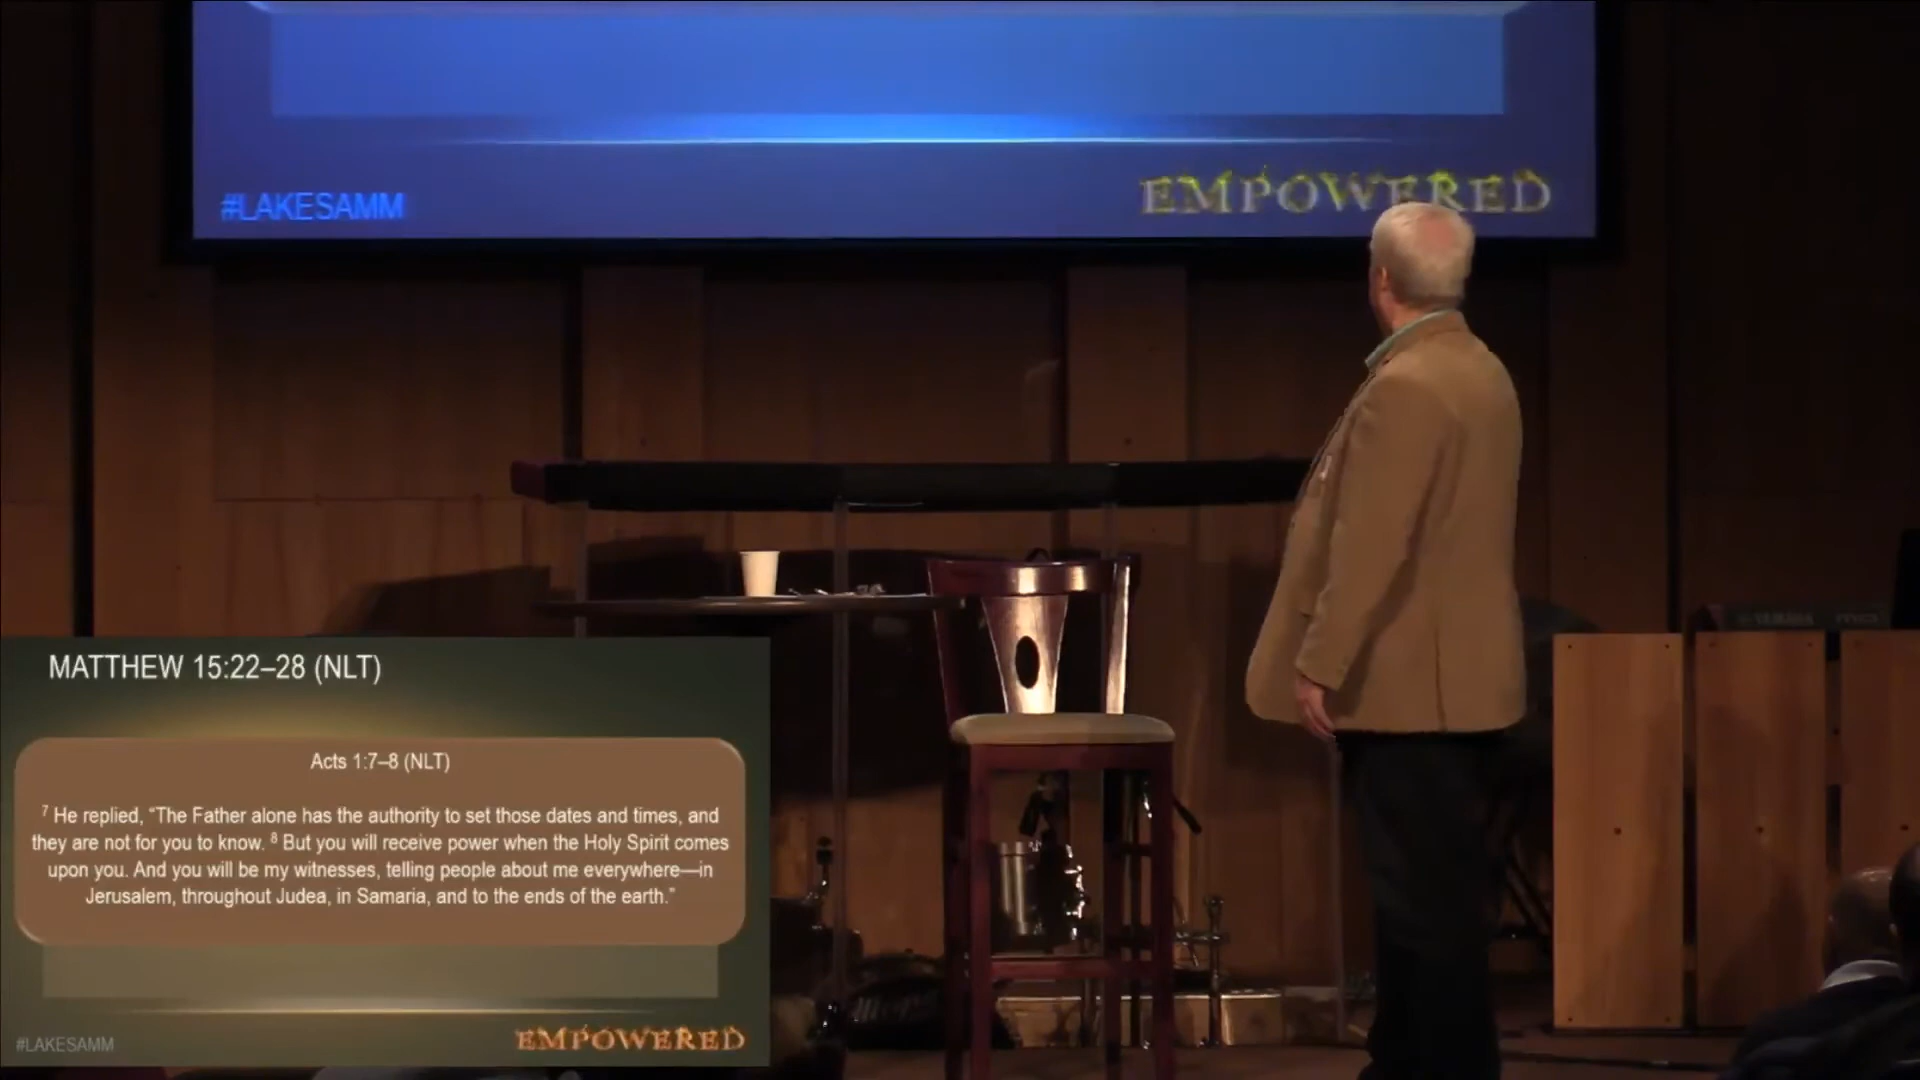 #LAKESAMM
EMPOWERED
YAMAHA
MATTHEW 15:22–28 (NLT)
Acts 1:7–8 (NLT)
7 He replied, “The Father alone has the authority to set those dates and times, and
they are not for you to know. 8 But you will receive power when the Holy Spirit comes
upon you. And you will be my witnesses, telling people about me everywhere—in
Jerusalem, throughout Judea, in Samaria, and to the ends of the earth.”
#LAKESAMM
EMPOWERED